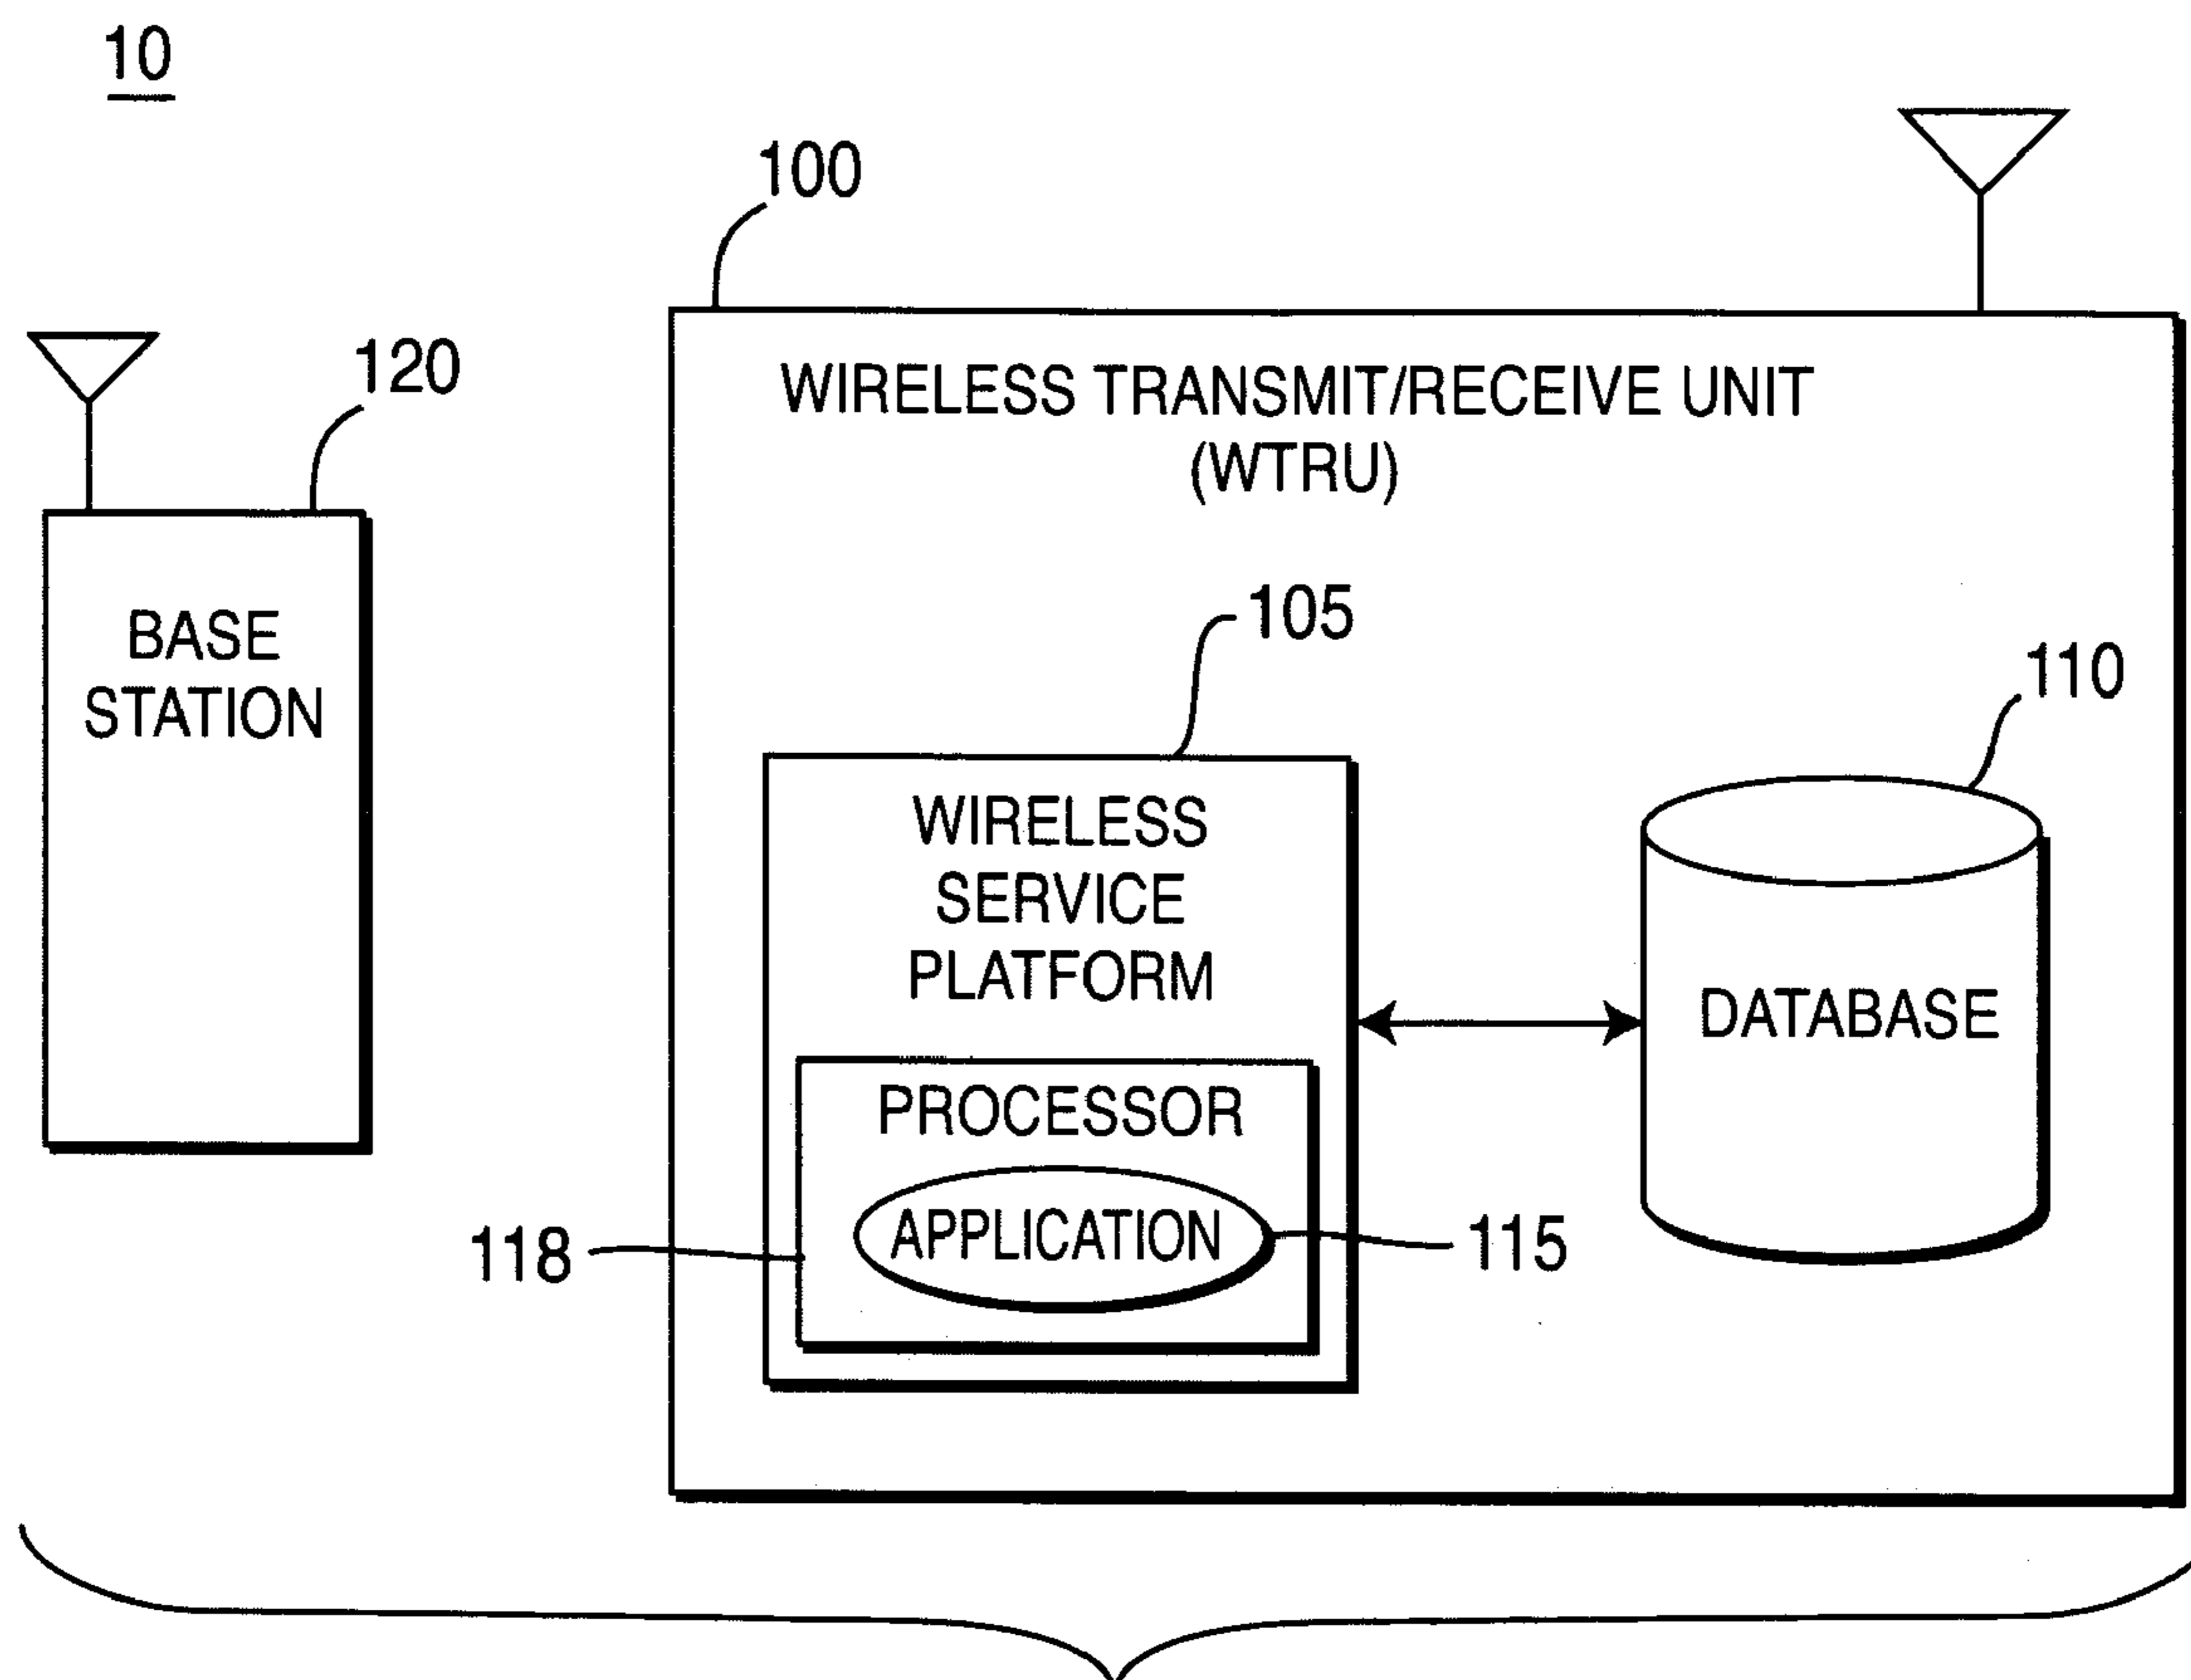 10
100
120
WIRELESS TRANSMIT/RECEIVE UNIT
(WTRU)
BASE
STATION
105
110
WIRELESS
SERVICE
PLATFORM
DATABASE
PROCESSOR
APPLICATION
118
115